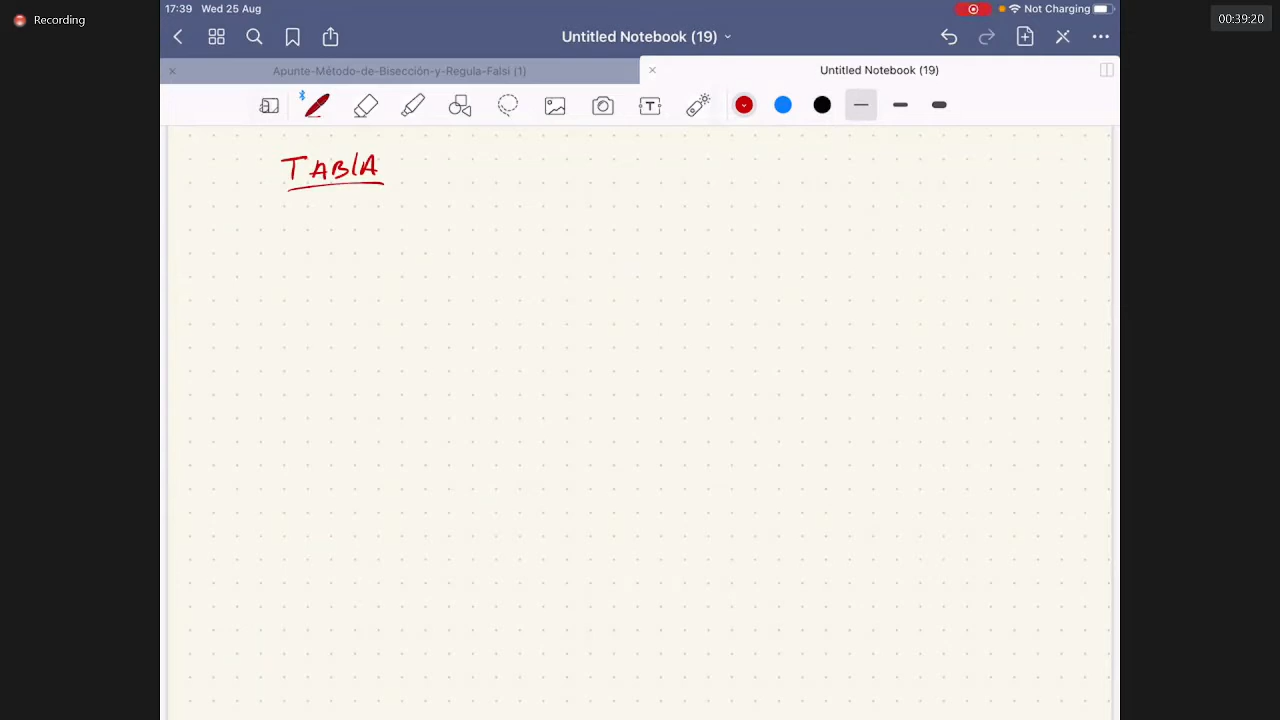 Recording
17:39 Wed 25 Aug
Not Charging
00:39:20
Untitled Notebook (19)
Apunte-Método-de-Bisección-y-Regula-Falsi (1)
Untitled Notebook (19)
T
TABLA